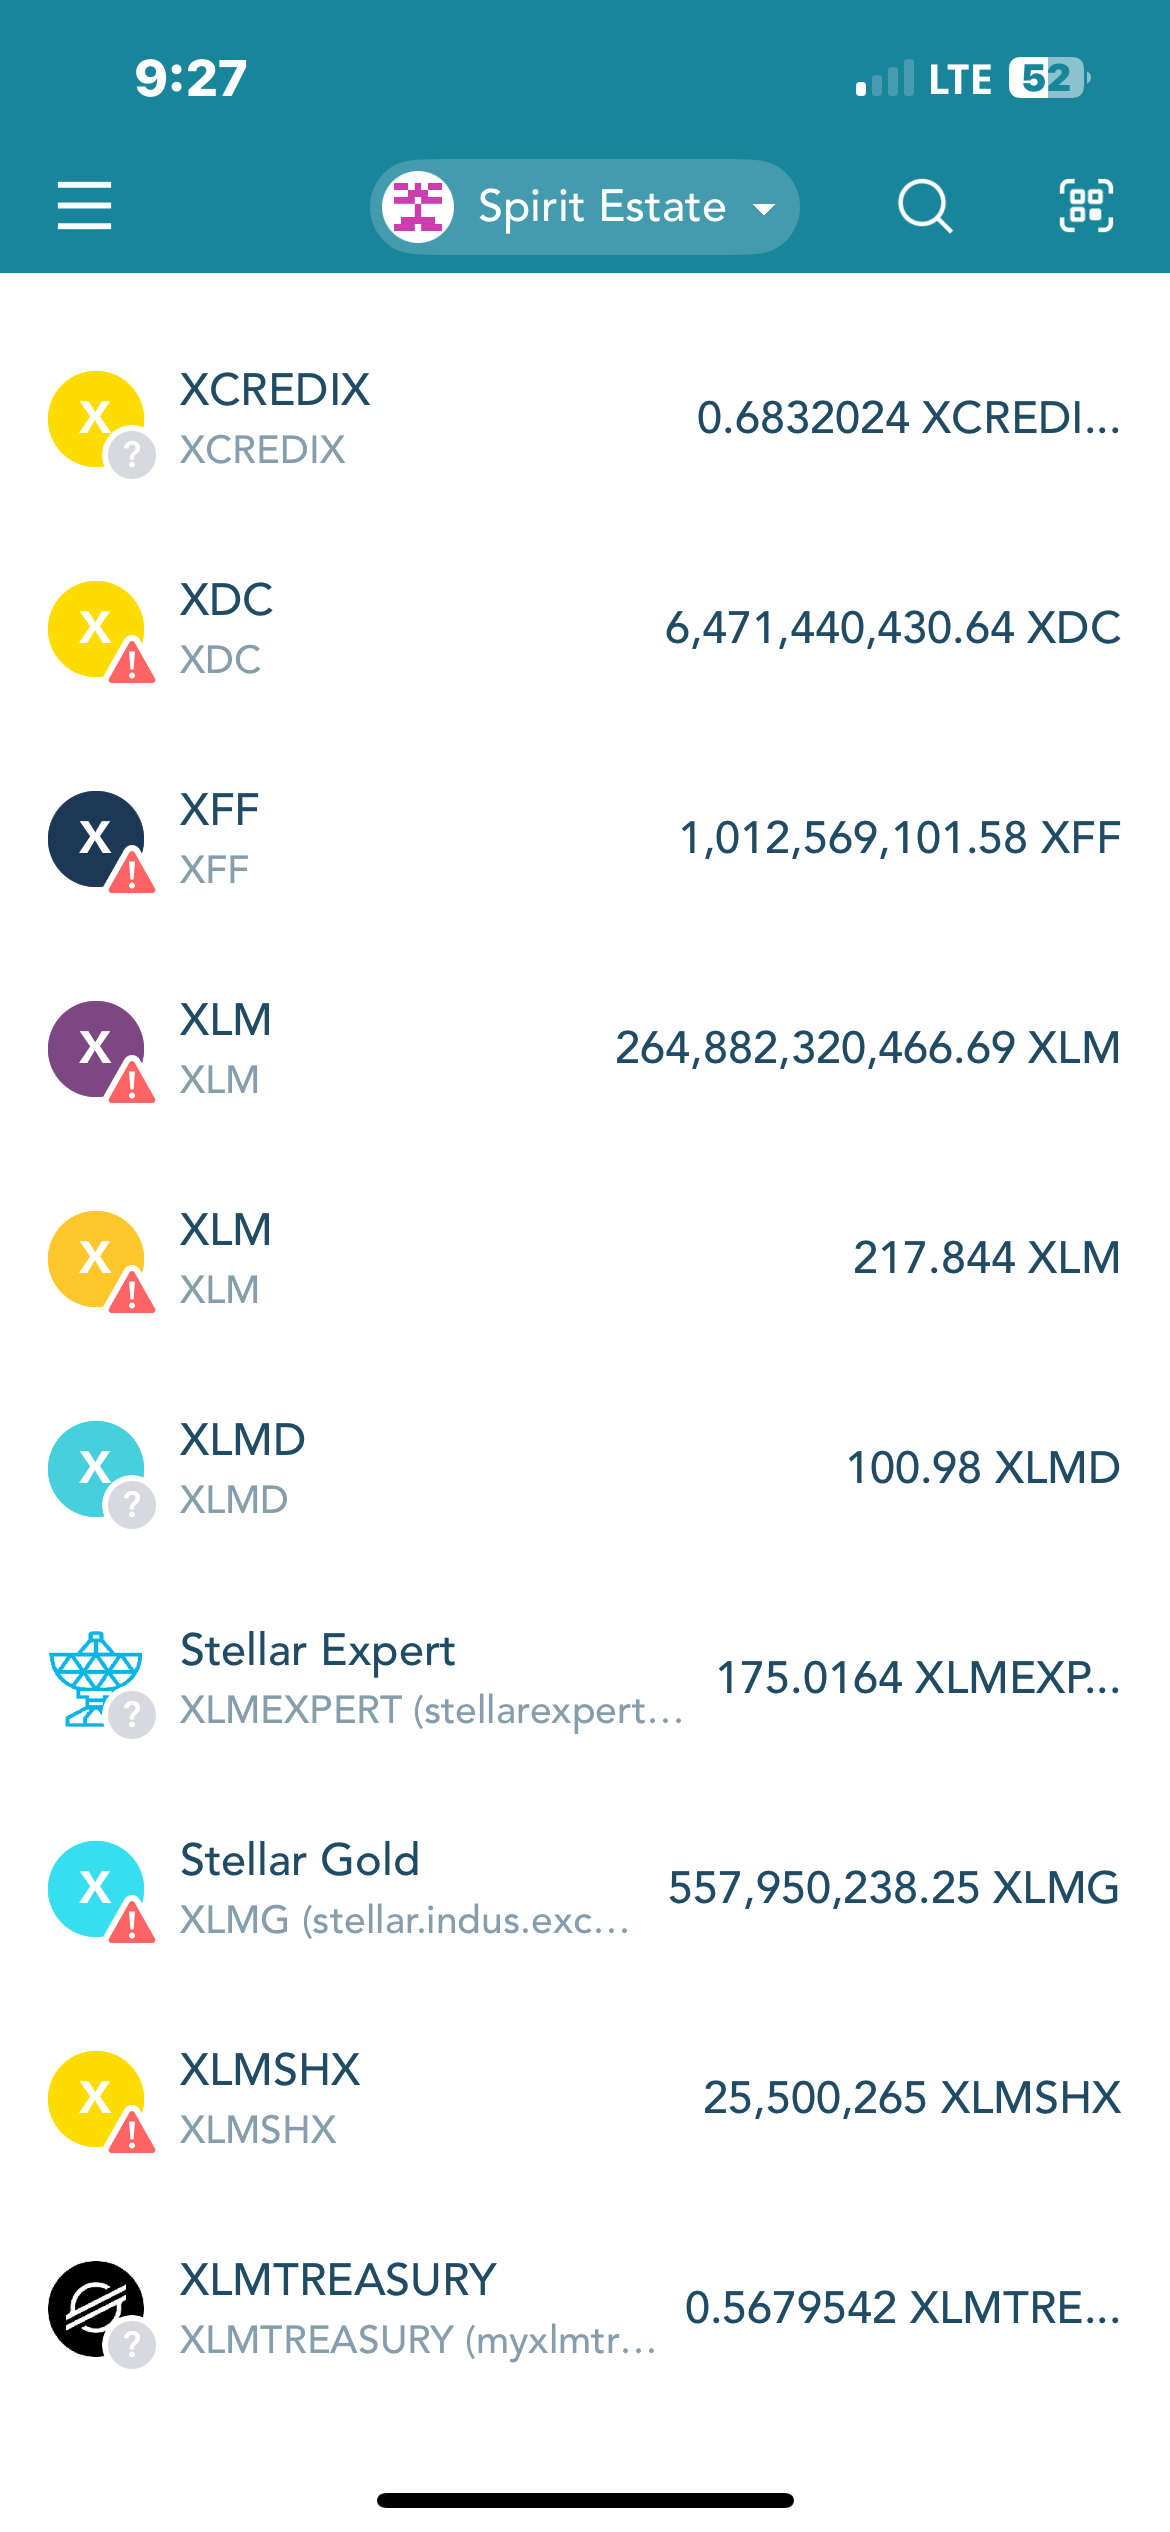 9:27
LTE 52
Spirit Estate
X
XCREDIX
XCREDIX
0.6832024 XCREDI...
?
X
XDC
XDC
6,471,440,430.64 XDC
!
X
XFF
XFF
1,012,569,101.58 XFF
!
X
XLM
XLM
264,882,320,466.69 XLM
!
X
XLM
XLM
217.844 XLM
!
X
XLMD
XLMD
100.98 XLMD
?
Stellar Expert
XLMEXPERT (stellarexpert...
175.0164 XLMEXP...
?
X
Stellar Gold
XLMG (stellar.indus.exc...
557,950,238.25 XLMG
!
X
XLMSHX
XLMSHX
25,500,265 XLMSHX
!
XLMTREASURY
XLMTREASURY (myxlmtr...
0.5679542 XLMTRE...
?